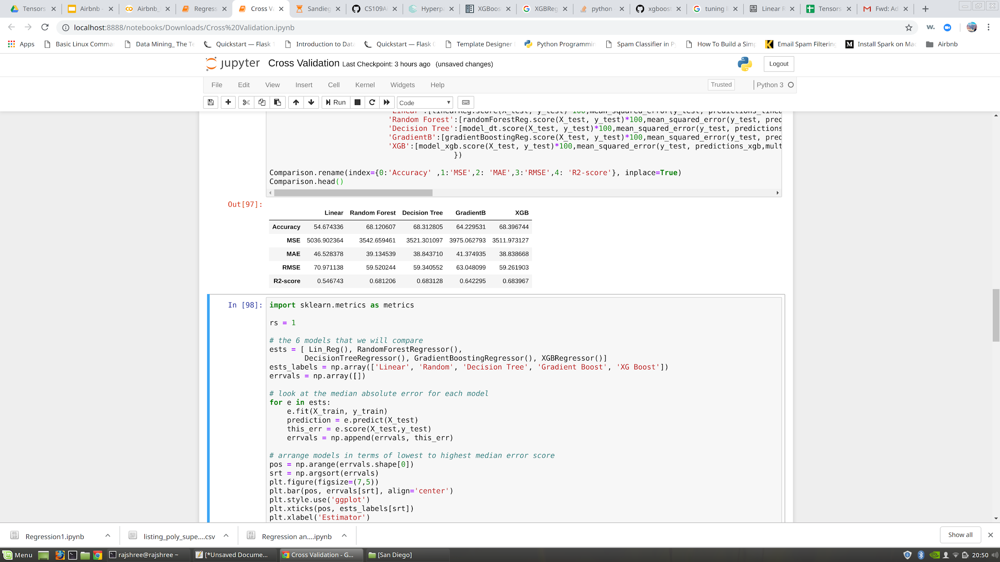 Tensors
Airbnb -
Airbnb_
Regress
Cross Va
Sandieg
CS109A
Hyperpa
XGBoos
XGBReg
python
xgboost
tuning l
Linear R
Tensors
Fwd: Ad
localhost:8888/notebooks/Downloads/Cross%20Validation.ipynb
w.
Apps
Basic Linux Comma
Data Mining_ The Te
Quickstart — Flask 1
Introduction to Data
Quickstart — Flask 0
Template Designer
Python Programmin
Spam Classifier in Py
How To Build a Simp
Email Spam Filtering
Install Spark on Mac
Airbnb
jupyter Cross Validation Last Checkpoint: 3 hours ago (unsaved changes)
Logout
File Edit View Insert Cell Kernel Widgets Help
Trusted
Python 3
Run
Code
'Linear':[linearReg.score(X_test, y_test)*100,mean_squared_error(y_test, predictions_linea
'Random Forest':[randomForestReg.score(X_test, y_test)*100,mean_squared_error(y_test, pred
'Decision Tree':[model_dt.score(X_test, y_test)*100,mean_squared_error(y_test, predictions
'GradientB':[gradientBoostingReg.score(X_test, y_test)*100,mean_squared_error(y_test, pred
'XGB':[model_xgb.score(X_test, y_test)*100,mean_squared_error(y_test, predictions_xgb,mult
})
Comparison.rename(index={0:'Accuracy' ,1:'MSE',2: 'MAE',3:'RMSE',4: 'R2-score'}, inplace=True)
Comparison.head()
Out[97]:
Linear Random Forest Decision Tree GradientB XGB
Accuracy 54.674336 68.120607 68.312805 64.229531 68.396744
MSE 5036.902364 3542.659461 3521.301097 3975.062793 3511.973127
MAE 46.528378 39.134539 38.843710 41.374935 38.838668
RMSE 70.971138 59.520244 59.340552 63.048099 59.261903
R2-score 0.546743 0.681206 0.683128 0.642295 0.683967
In [98]: import sklearn.metrics as metrics
rs = 1
# the 6 models that we will compare
ests = [ Lin_Reg(), RandomForestRegressor(),
DecisionTreeRegressor(), GradientBoostingRegressor(), XGBRegressor()]
ests_labels = np.array(['Linear', 'Random', 'Decision Tree', 'Gradient Boost', 'XG Boost'])
errvals = np.array([])
# look at the median absolute error for each model
for e in ests:
e.fit(X_train, y_train)
prediction = e.predict(X_test)
this_err = e.score(X_test,y_test)
errvals = np.append(errvals, this_err)
# arrange models in terms of lowest to highest median error score
pos = np.arange(errvals.shape[0])
srt = np.argsort(errvals)
plt.figure(figsize=(7,5))
plt.bar(pos, errvals[srt], align='center')
plt.style.use('ggplot')
plt.xticks(pos, ests_labels[srt])
plt.xlabel('Estimator')
Regression1.ipynb
listing_poly_supe....csv
Regression an....ipynb
Show all
Menu
rajshree@rajshree ~
[*Unsaved Docume...
Cross Validation - G...
[San Diego]
20:50